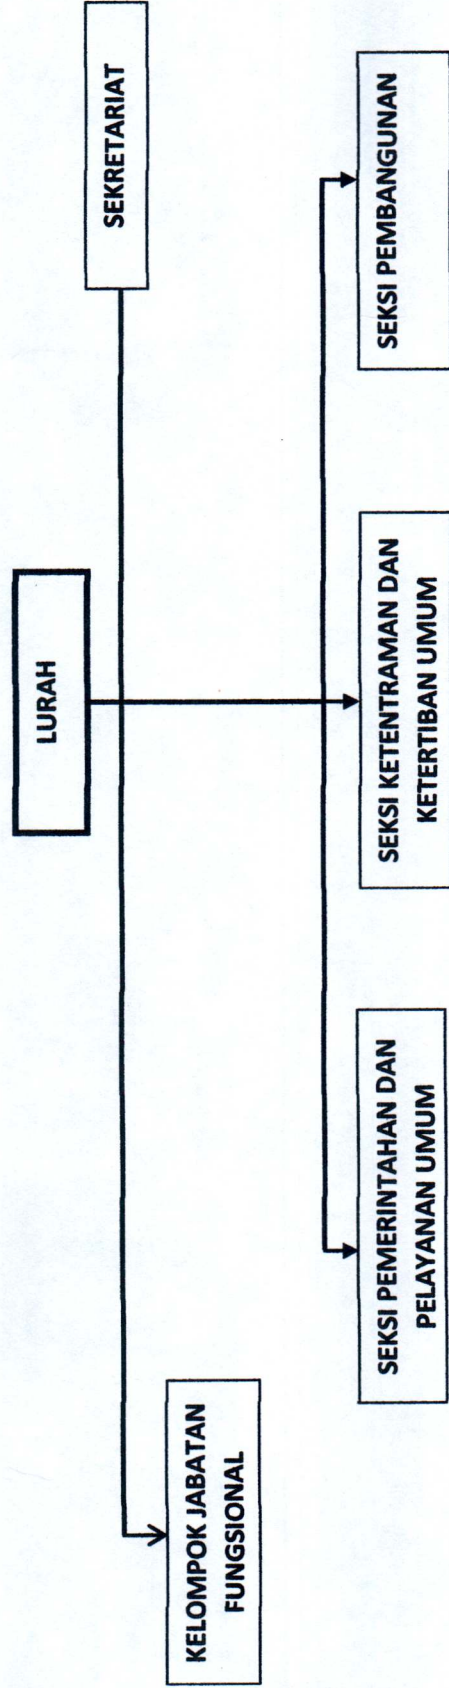 LURAH
SEKRETARIAT
KELOMPOK JABATAN
FUNGSIONAL
SEKSI PEMERINTAHAN DAN
PELAYANAN UMUM
SEKSI KETENTRAMAN DAN
KETERTIBAN UMUM
SEKSI PEMBANGUNAN